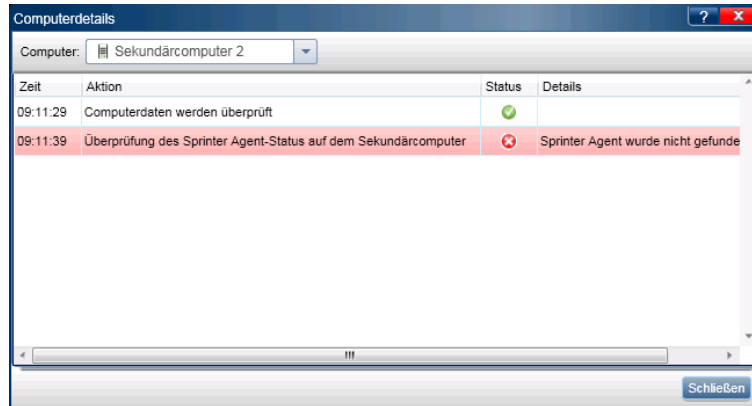 Computerdetails
?
x
Computer: Sekundärcomputer 2
Zeit Aktion Status Details
09:11:29 Computerdaten werden überprüft
09:11:39 Überprüfung des Sprinter Agent-Status auf dem Sekundärcomputer Sprinter Agent wurde nicht gefunde
Schließen